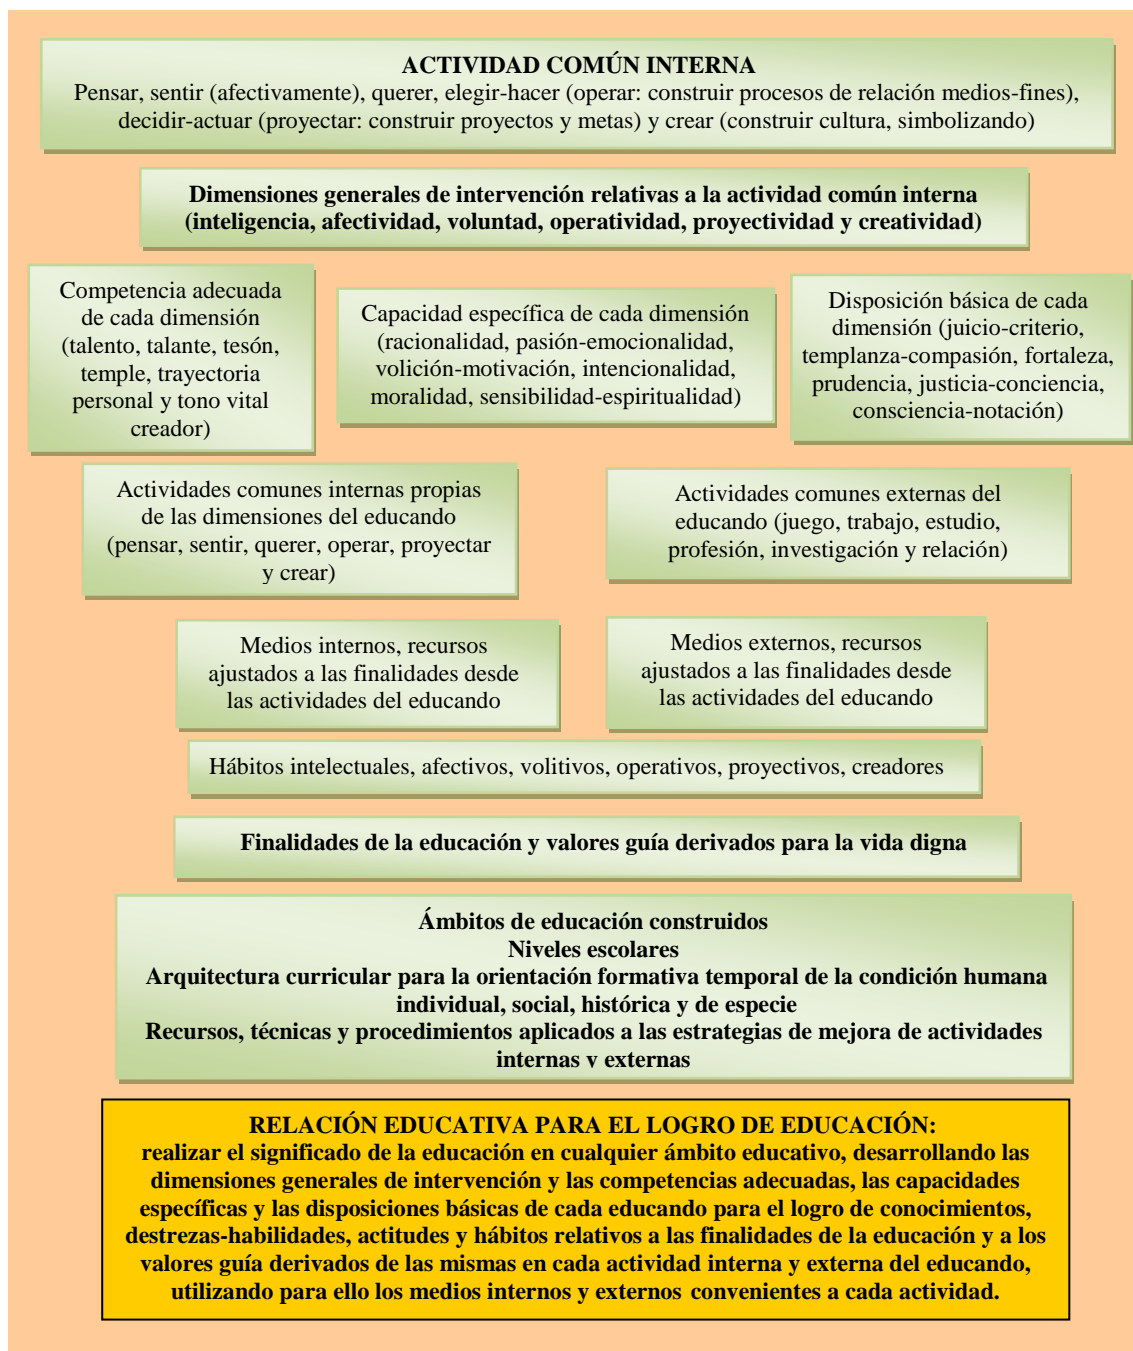 ACTIVIDAD COMÚN INTERNA
Pensar, sentir (afectivamente), querer, elegir-hacer (operar: construir procesos de relación medios-fines),
decidir-actuar (proyectar: construir proyectos y metas) y crear (construir cultura, simbolizando)
Dimensiones generales de intervención relativas a la actividad común interna
(inteligencia, afectividad, voluntad, operatividad, proyectividad y creatividad)
Competencia adecuada
de cada dimensión
(talento, talante, tesón,
temple, trayectoria
personal y tono vital
creador)
Capacidad específica de cada dimensión
(racionalidad, pasión-emocionalidad,
volición-motivación, intencionalidad,
moralidad, sensibilidad-espiritualidad)
Disposición básica de cada
dimensión (juicio-criterio,
templanza-compasión, fortaleza,
prudencia, justicia-conciencia,
consciencia-notación)
Actividades comunes internas propias
de las dimensiones del educando
(pensar, sentir, querer, operar, proyectar
y crear)
Actividades comunes externas del
educando (juego, trabajo, estudio,
profesión, investigación y relación)
Medios internos, recursos
ajustados a las finalidades desde
las actividades del educando
Medios externos, recursos
ajustados a las finalidades desde
las actividades del educando
Hábitos intelectuales, afectivos, volitivos, operativos, proyectivos, creadores
Finalidades de la educación y valores guía derivados para la vida digna
Ámbitos de educación construidos
Niveles escolares
Arquitectura curricular para la orientación formativa temporal de la condición humana
individual, social, histórica y de especie
Recursos, técnicas y procedimientos aplicados a las estrategias de mejora de actividades
internas y externas
RELACIÓN EDUCATIVA PARA EL LOGRO DE EDUCACIÓN:
realizar el significado de la educación en cualquier ámbito educativo, desarrollando las
dimensiones generales de intervención y las competencias adecuadas, las capacidades
específicas y las disposiciones básicas de cada educando para el logro de conocimientos,
destrezas-habilidades, actitudes y hábitos relativos a las finalidades de la educación y a los
valores guía derivados de las mismas en cada actividad interna y externa del educando,
utilizando para ello los medios internos y externos convenientes a cada actividad.